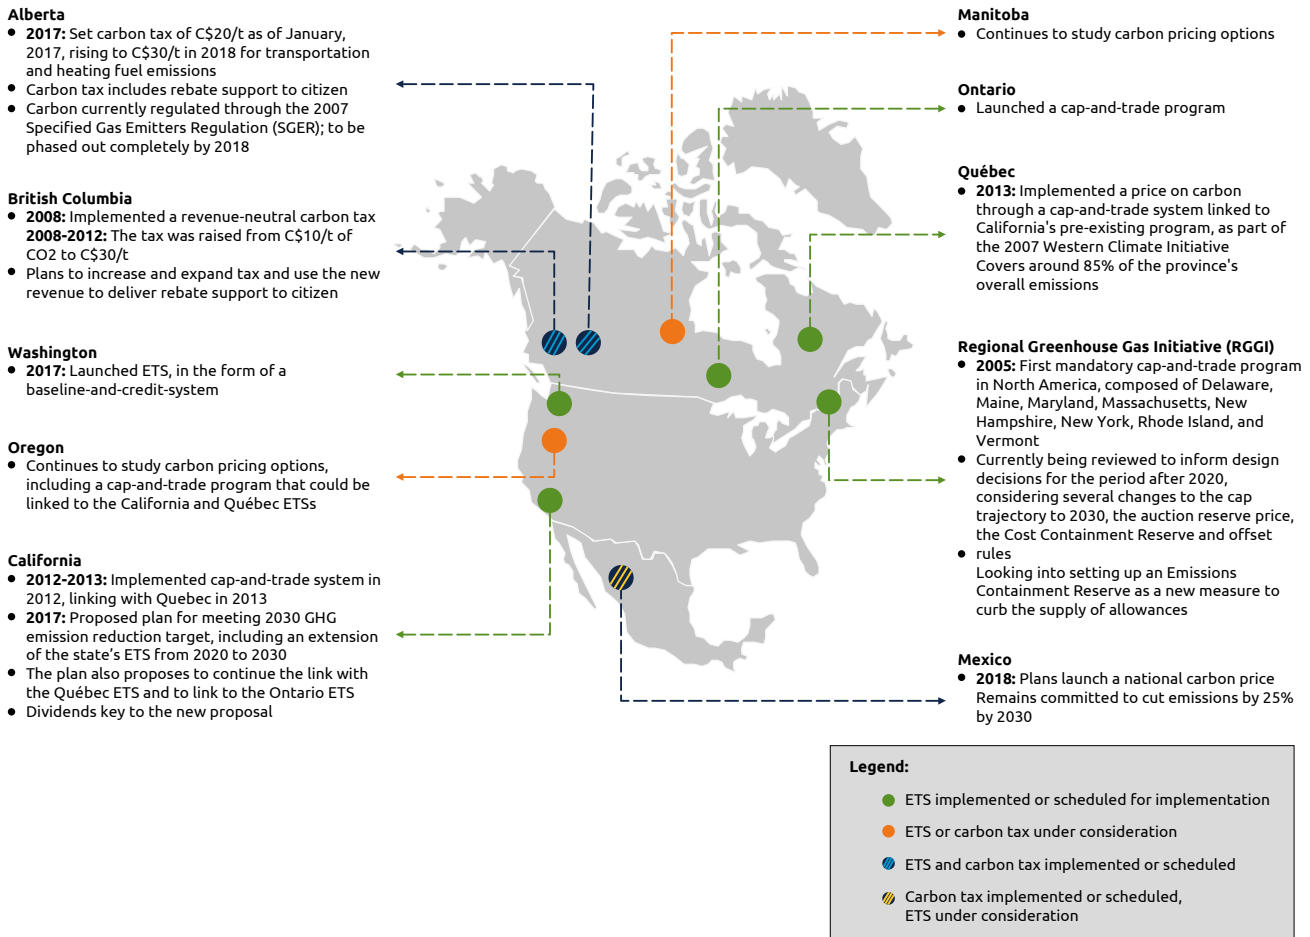 Alberta
• 2017: Set carbon tax of C$20/t as of January,
2017, rising to C$30/t in 2018 for transportation
and heating fuel emissions
• Carbon tax includes rebate support to citizen
• Carbon currently regulated through the 2007
Specified Gas Emitters Regulation (SGER); to be
phased out completely by 2018
British Columbia
• 2008: Implemented a revenue-neutral carbon tax
2008-2012: The tax was raised from C$10/t of
CO2 to C$30/t
• Plans to increase and expand tax and use the new
revenue to deliver rebate support to citizen
Washington
• 2017: Launched ETS, in the form of a
baseline-and-credit-system
Oregon
• Continues to study carbon pricing options,
including a cap-and-trade program that could be
linked to the California and Québec ETSs
California
• 2012-2013: Implemented cap-and-trade system in
2012, linking with Quebec in 2013
• 2017: Proposed plan for meeting 2030 GHG
emission reduction target, including an extension
of the state’s ETS from 2020 to 2030
• The plan also proposes to continue the link with
the Québec ETS and to link to the Ontario ETS
• Dividends key to the new proposal
Manitoba
• Continues to study carbon pricing options
Ontario
• Launched a cap-and-trade program
Québec
• 2013: Implemented a price on carbon
through a cap-and-trade system linked to
California's pre-existing program, as part of
the 2007 Western Climate Initiative
Covers around 85% of the province's
overall emissions
Regional Greenhouse Gas Initiative (RGGI)
• 2005: First mandatory cap-and-trade program
in North America, composed of Delaware,
Maine, Maryland, Massachusetts, New
Hampshire, New York, Rhode Island, and
Vermont
• Currently being reviewed to inform design
decisions for the period after 2020,
considering several changes to the cap
trajectory to 2030, the auction reserve price,
the Cost Containment Reserve and offset
• rules
Looking into setting up an Emissions
Containment Reserve as a new measure to
curb the supply of allowances
Mexico
• 2018: Plans launch a national carbon price
Remains committed to cut emissions by 25%
by 2030
Legend:
ETS implemented or scheduled for implementation
ETS or carbon tax under consideration
ETS and carbon tax implemented or scheduled
Carbon tax implemented or scheduled,
ETS under consideration